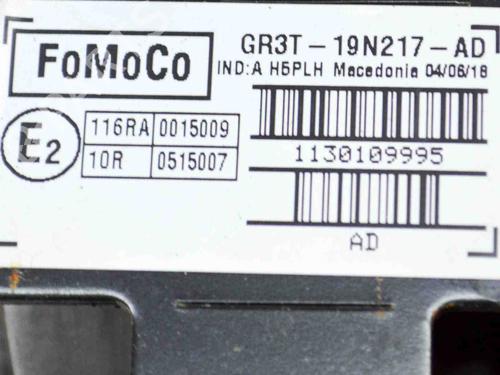 FoMoCo
GR3T-19N217-AD
IND:A H5PLH Macedonia 04/06/18
E2
116RA 0015009
10R 0515007
1130109995
AD